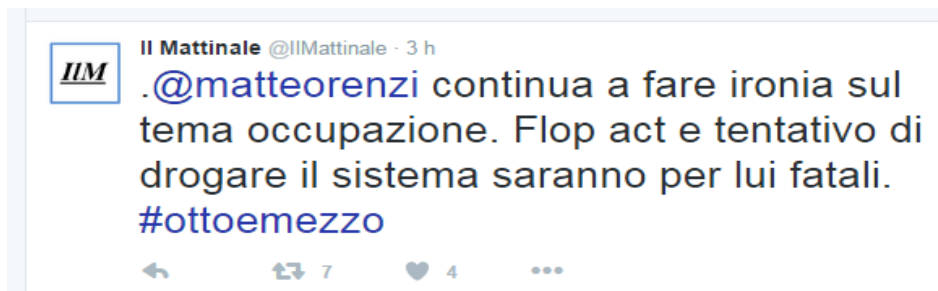 Il Mattinale @IlMattinale · 3 h
IlM
.@matteorenzi continua a fare ironia sul
tema occupazione. Flop act e tentativo di
drogare il sistema saranno per lui fatali.
#ottoemezzo
7 4